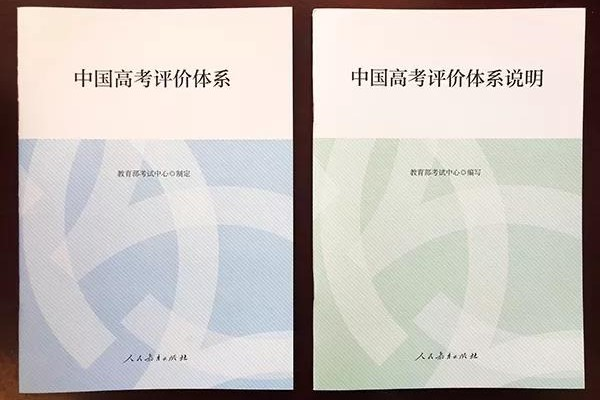 中国高考评价体系
教育部考试中心◎制定
人民教育出版社
中国高考评价体系说明
教育部考试中心◎编写
人民教育出版社